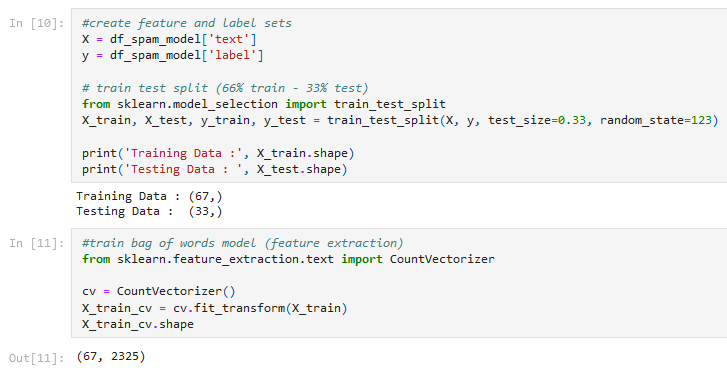 In [10]:
#create feature and label sets
X = df_spam_model['text']
y = df_spam_model['label']
# train test split (66% train - 33% test)
from sklearn.model_selection import train_test_split
X_train, X_test, y_train, y_test = train_test_split(X, y, test_size=0.33, random_state=123)
print('Training Data :', X_train.shape)
print('Testing Data : ', X_test.shape)
Training Data : (67,)
Testing Data :  (33,)
In [11]:
#train bag of words model (feature extraction)
from sklearn.feature_extraction.text import CountVectorizer
cv = CountVectorizer()
X_train_cv = cv.fit_transform(X_train)
X_train_cv.shape
Out[11]:
(67, 2325)